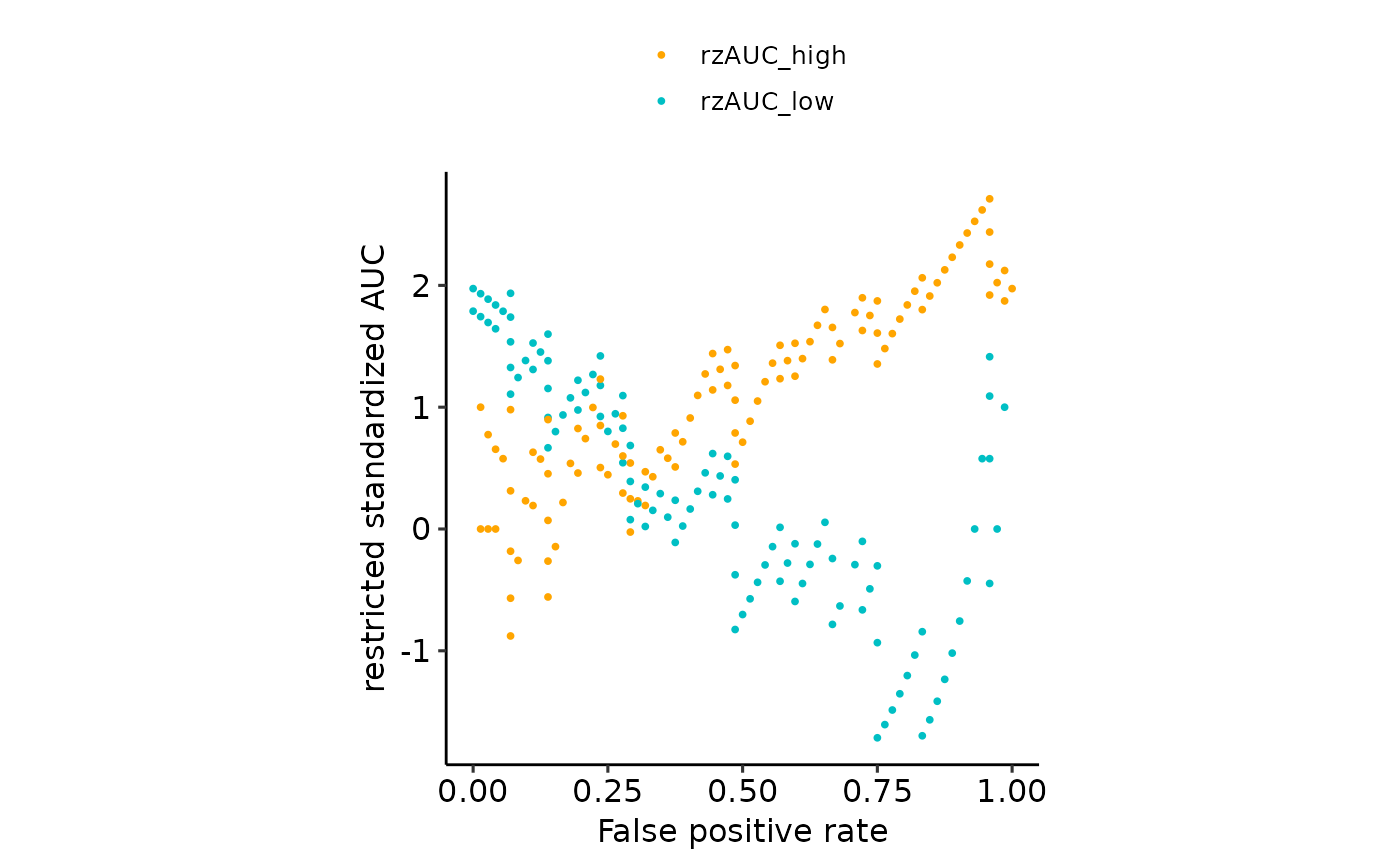 rzAUC_high
rzAUC_low
restricted standardized AUC
2
1
0
-1
0.00 0.25 0.50 0.75 1.00
False positive rate